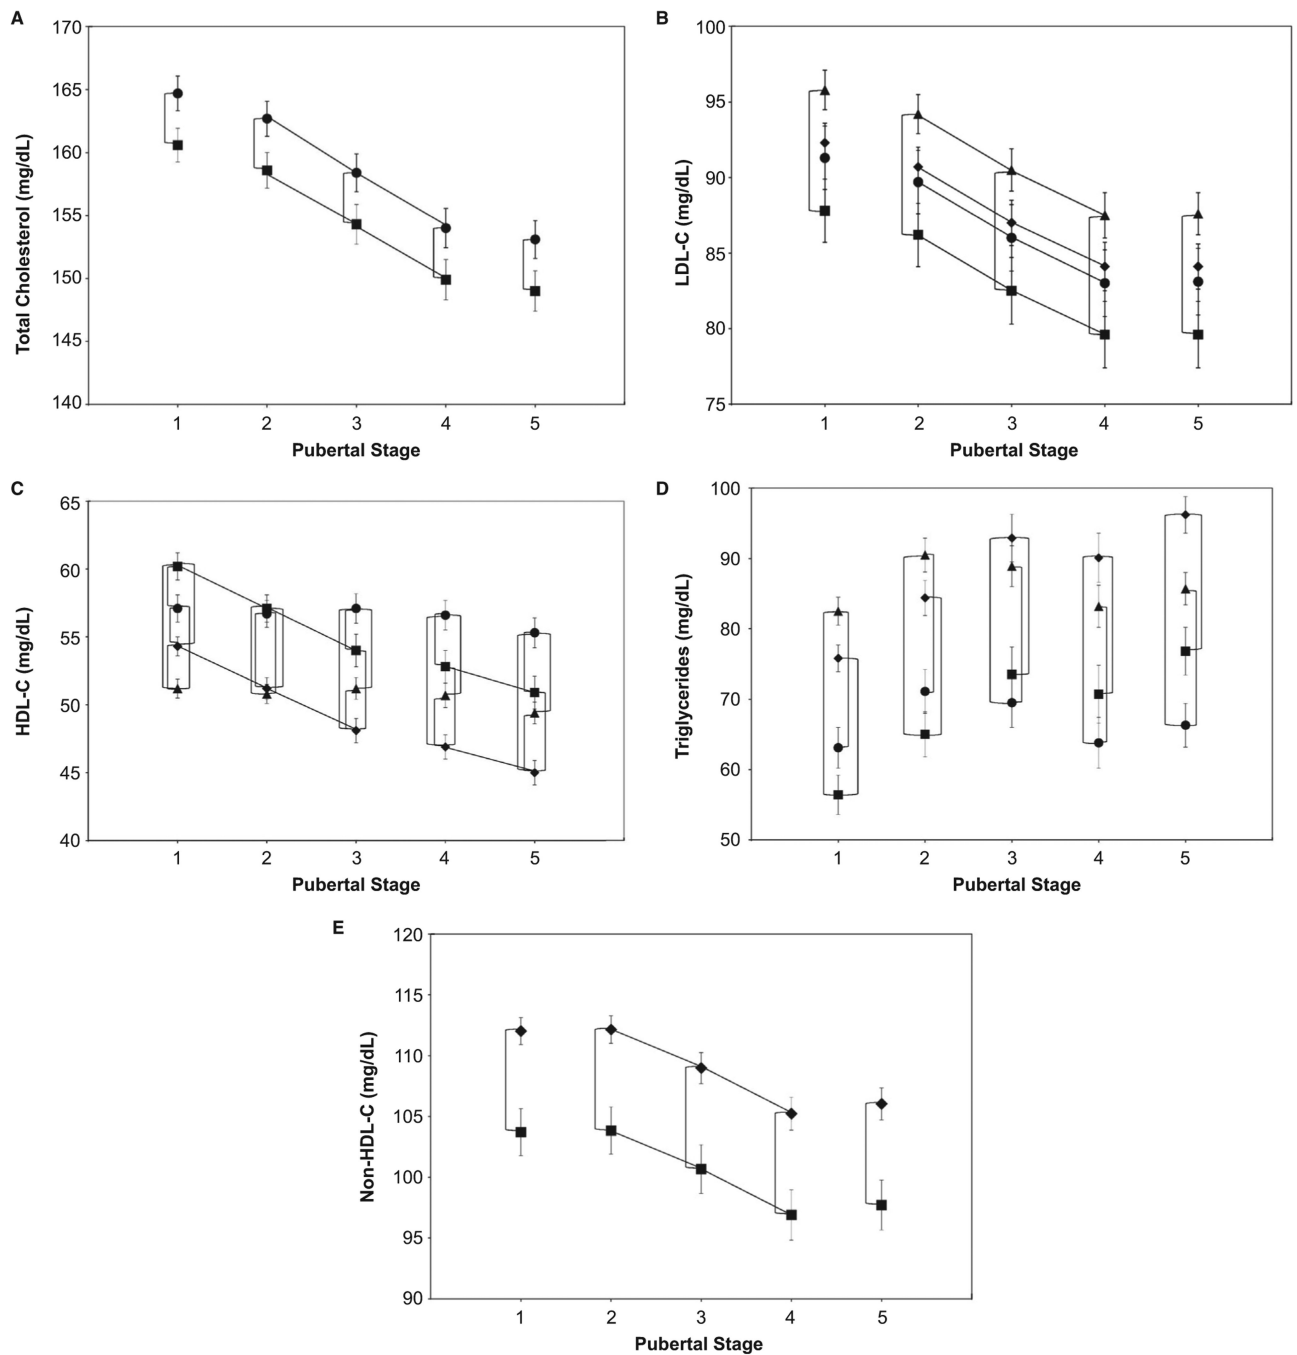 A
Total Cholesterol (mg/dL)
170
165
160
155
150
145
140
1 2 3 4 5
Pubertal Stage
B
LDL-C (mg/dL)
100
95
90
85
80
75
1 2 3 4 5
Pubertal Stage
C
HDL-C (mg/dL)
65
60
55
50
45
40
1 2 3 4 5
Pubertal Stage
D
Triglycerides (mg/dL)
100
90
80
70
60
50
1 2 3 4 5
Pubertal Stage
E
Non-HDL-C (mg/dL)
120
115
110
105
100
95
90
1 2 3 4 5
Pubertal Stage